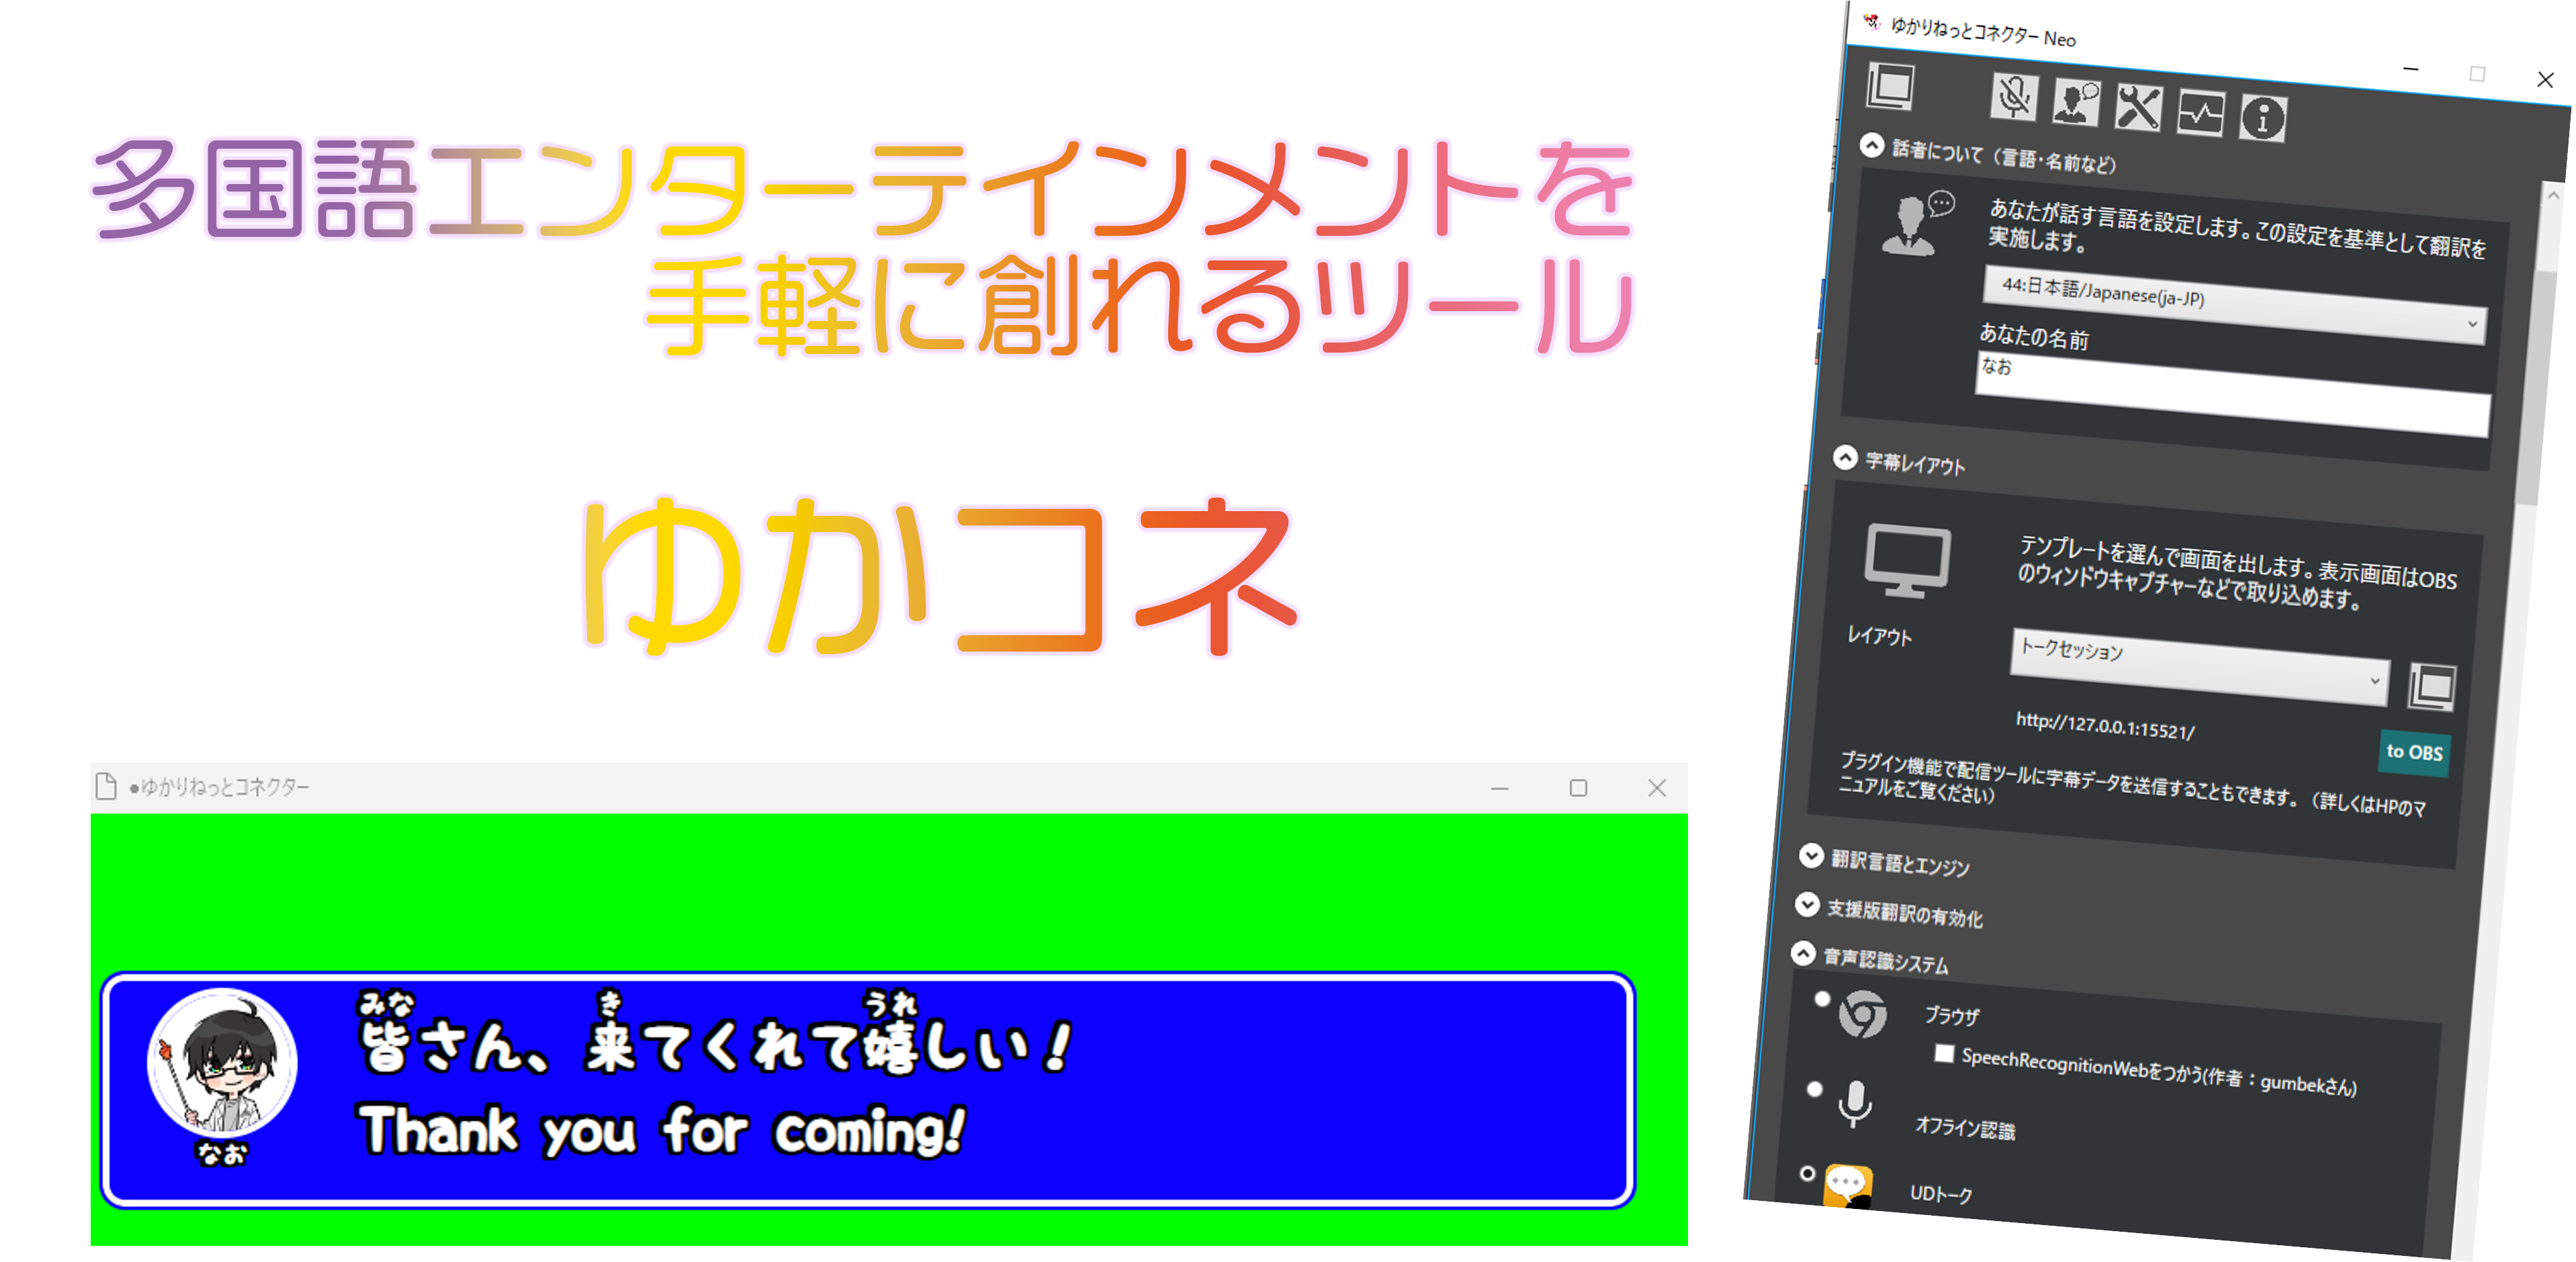 多国語エンターテインメントを
手軽に創れるツール
ゆかコネ
●ゆかりねっとコネクター
みな き うれ
皆さん、来てくれて嬉しい！
Thank you for coming!
なお
ゆかりねっとコネクター Neo
話者について（言語・名前など）
あなたが話す言語を設定します。この設定を基準として翻訳を
実施します。
44:日本語/Japanese(ja-JP)
あなたの名前
なお
字幕レイアウト
テンプレートを選んで画面を出します。表示画面はOBS
のウィンドウキャプチャーなどで取り込めます。
レイアウト
トークセッション
http://127.0.0.1:15521/
to OBS
プラグイン機能で配信ツールに字幕データを送信することもできます。（詳しくはHPのマ
ニュアルをご覧ください）
翻訳言語とエンジン
支援版翻訳の有効化
音声認識システム
ブラウザ
SpeechRecognitionWebをつかう(作者：gumbekさん)
オフライン認識
UDトーク